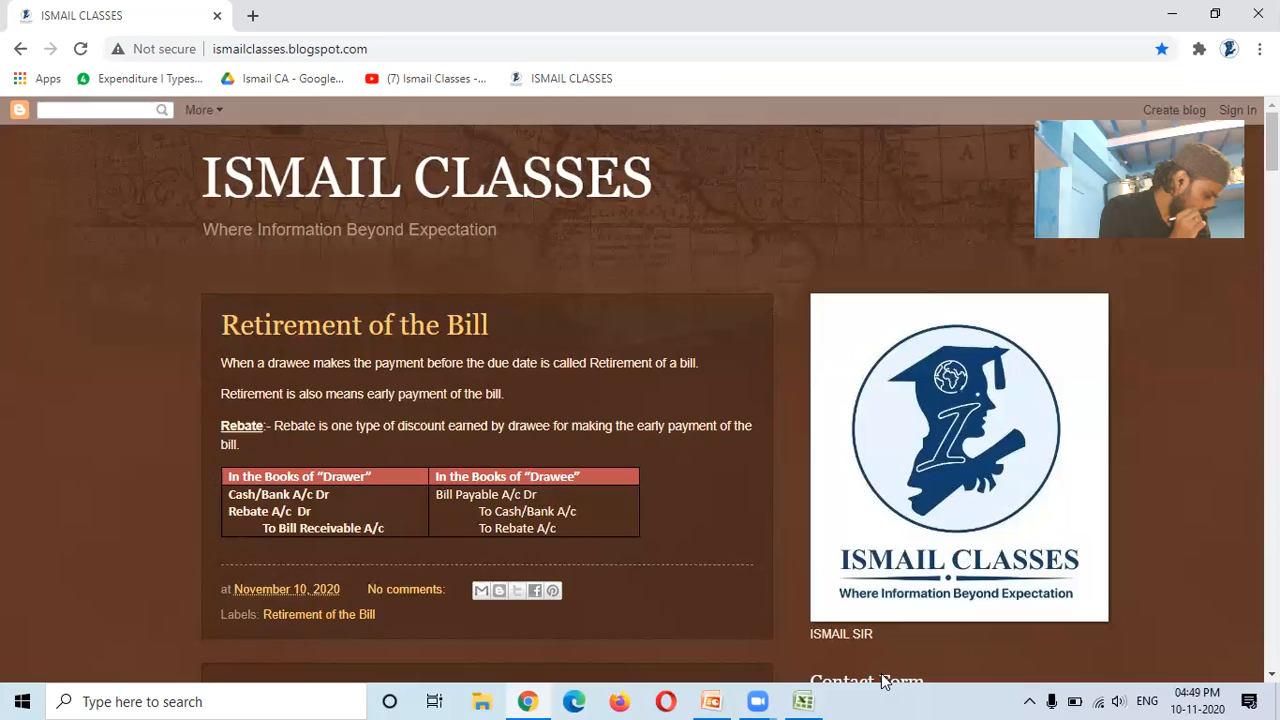 ISMAIL CLASSES
Not secure ismailclasses.blogspot.com
Apps Expenditure I Types... Ismail CA - Google... (7) Ismail Classes -... ISMAIL CLASSES
More Create blog Sign In
ISMAIL CLASSES
Where Information Beyond Expectation
Retirement of the Bill
When a drawee makes the payment before the due date is called Retirement of a bill.
Retirement is also means early payment of the bill.
Rebate:- Rebate is one type of discount earned by drawee for making the early payment of the
bill.
In the Books of “Drawer” In the Books of “Drawee”
Cash/Bank A/c Dr Bill Payable A/c Dr
Rebate A/c Dr To Cash/Bank A/c
To Bill Receivable A/c To Rebate A/c
at November 10, 2020 No comments:
Labels: Retirement of the Bill
ISMAIL CLASSES
Where Information Beyond Expectation
ISMAIL SIR
Contact Form
Type here to search
ENG 04:49 PM
10-11-2020